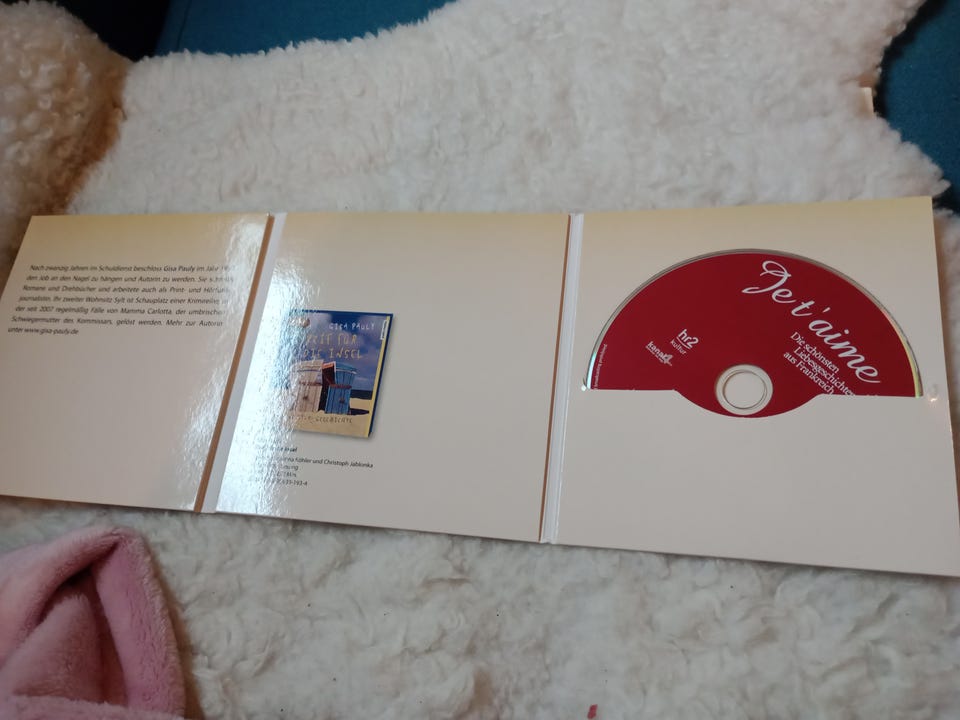 Nach zwanzig Jahren im Schuldienst beschloss Gisa Pauly im Jahr
den Job an den Nagel zu hängen und Autorin zu werden. Sie
Romane und Drehbücher und arbeitete auch als Print- und
journalistin. Ihr zweiter Wohnsitz Sylt ist Schauplatz einer Krimireihe, in
der seit 2007 regelmäßig Fälle von Mamma Carlotta, der umbrischen
Schwiegermutter des Kommissars, gelöst werden. Mehr zur Autorin
unter www.gisa-pauly.de
GISA PAULY
FÜR
INSEL
und Christoph Jablonka
Je t'aime
Die schönsten
Liebesgeschichten
aus Frankreich
hr2
kultur